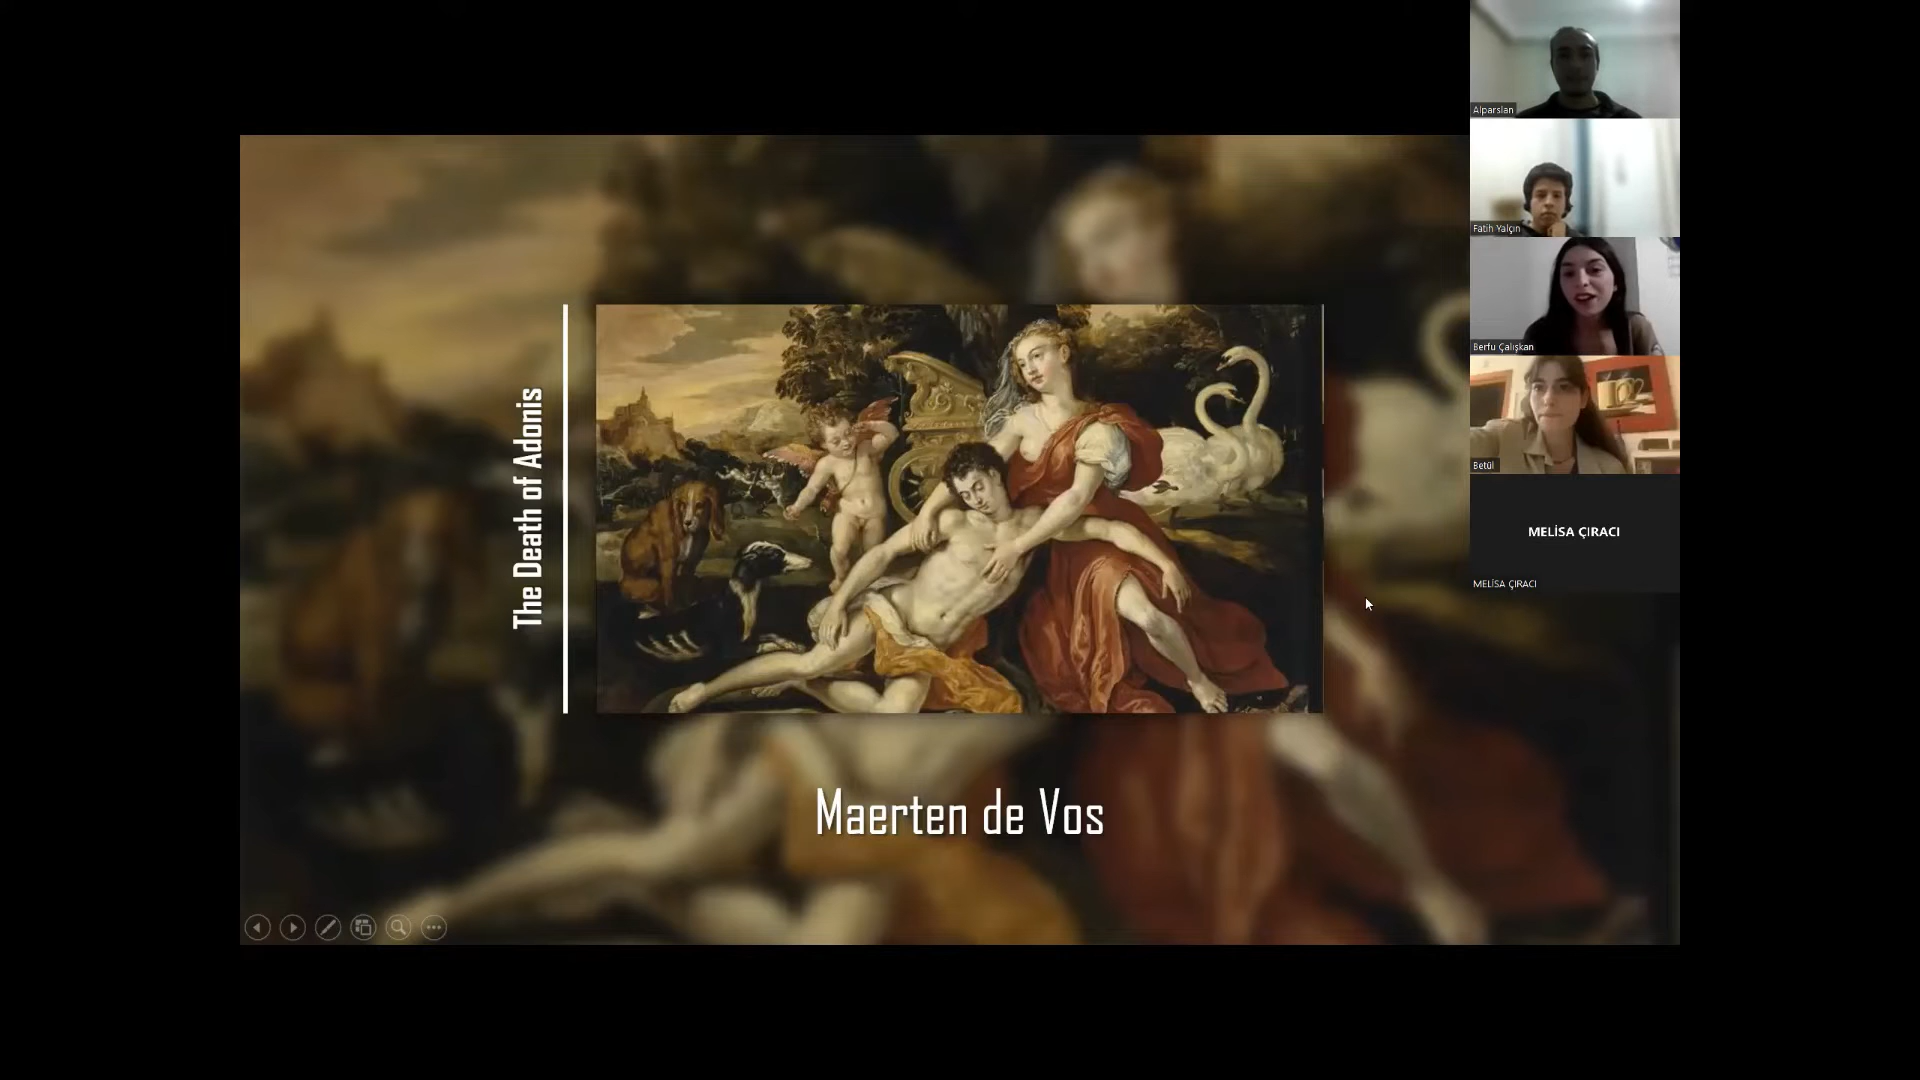 The Death of Adonis
Maerten de Vos
Alparslan
Fatih Yalçın
Berfu Çalışkan
Betül
MELİSA ÇIRACI
MELİSA ÇIRACI